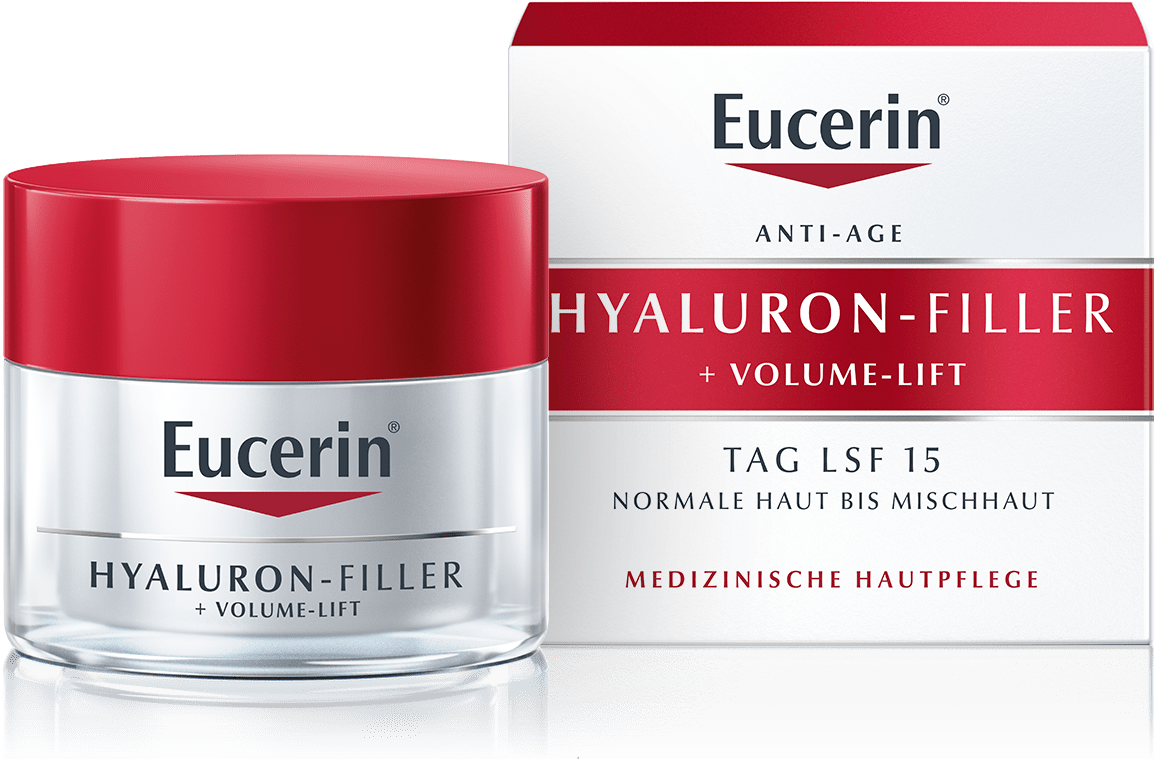 Eucerin®
ANTI-AGE
HYALURON-FILLER
+ VOLUME-LIFT
TAG LSF 15
NORMALE HAUT BIS MISCHHAUT
MEDIZINISCHE HAUTPFLEGE
Eucerin®
HYALURON-FILLER
+ VOLUME-LIFT